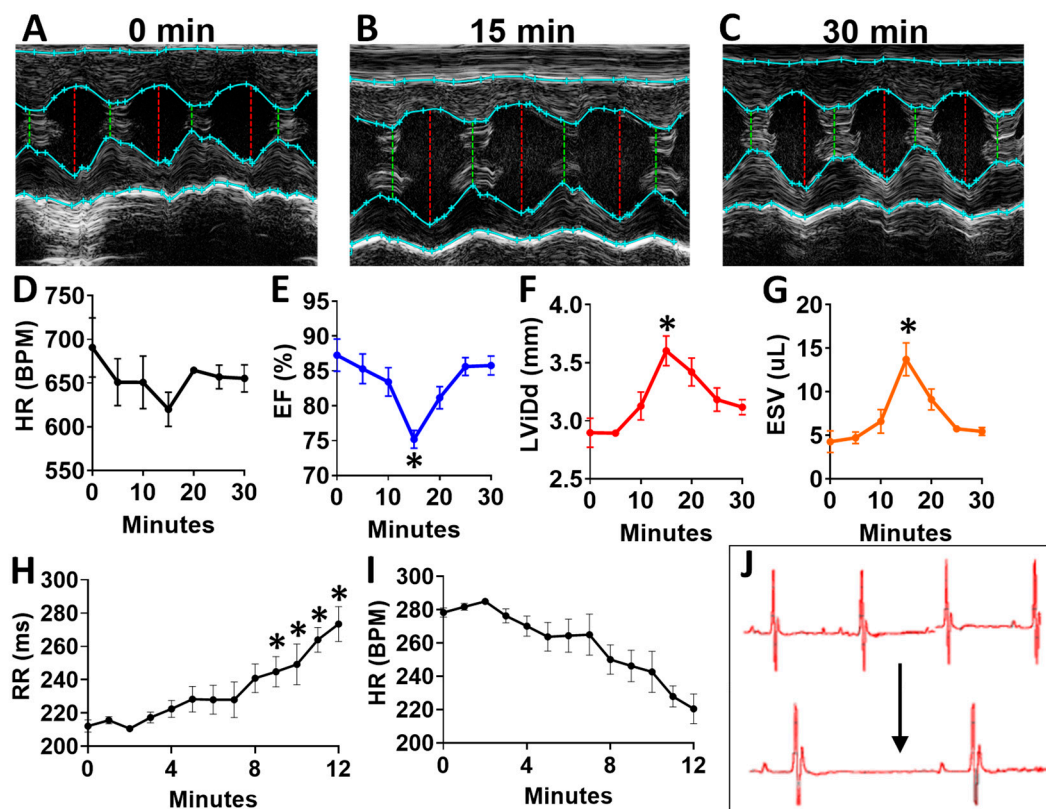 A 0 min
B 15 min
C 30 min
D
HR (BPM)
750
700
650
600
550
0 10 20 30
Minutes
E
EF (%)
95
90
85
80
75
70
*
0 10 20 30
Minutes
F
LViDd (mm)
4.0
3.5
3.0
2.5
*
0 10 20 30
Minutes
G
ESV (uL)
20
15
10
5
0
*
0 10 20 30
Minutes
H
RR (ms)
300
280
260
240
220
200
* * * *
0 4 8 12
Minutes
I
HR (BPM)
300
280
260
240
220
200
0 4 8 12
Minutes
J